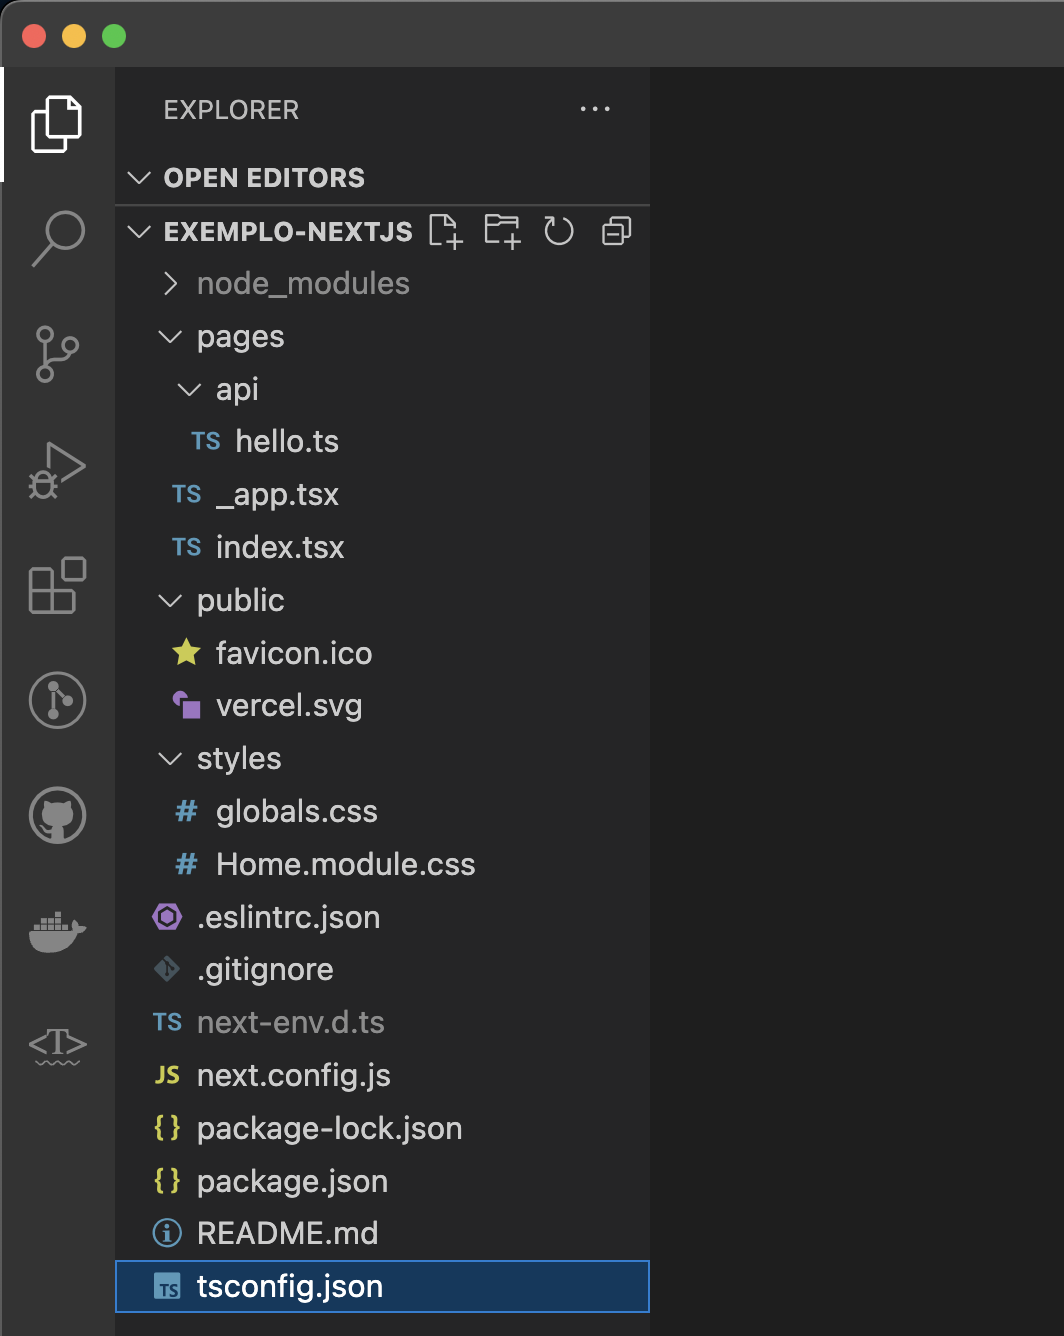 EXPLORER
OPEN EDITORS
EXEMPLO-NEXTJS
node_modules
pages
api
TS hello.ts
TS _app.tsx
TS index.tsx
public
favicon.ico
vercel.svg
styles
# globals.css
# Home.module.css
.eslintrc.json
.gitignore
TS next-env.d.ts
JS next.config.js
{} package-lock.json
{} package.json
README.md
TS tsconfig.json
<T>